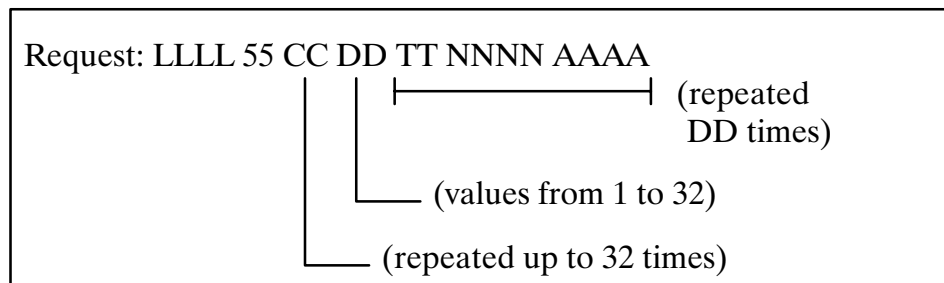 Request: LLLL 55 CC DD TT NNNN AAAA
(repeated
DD times)
(values from 1 to 32)
(repeated up to 32 times)